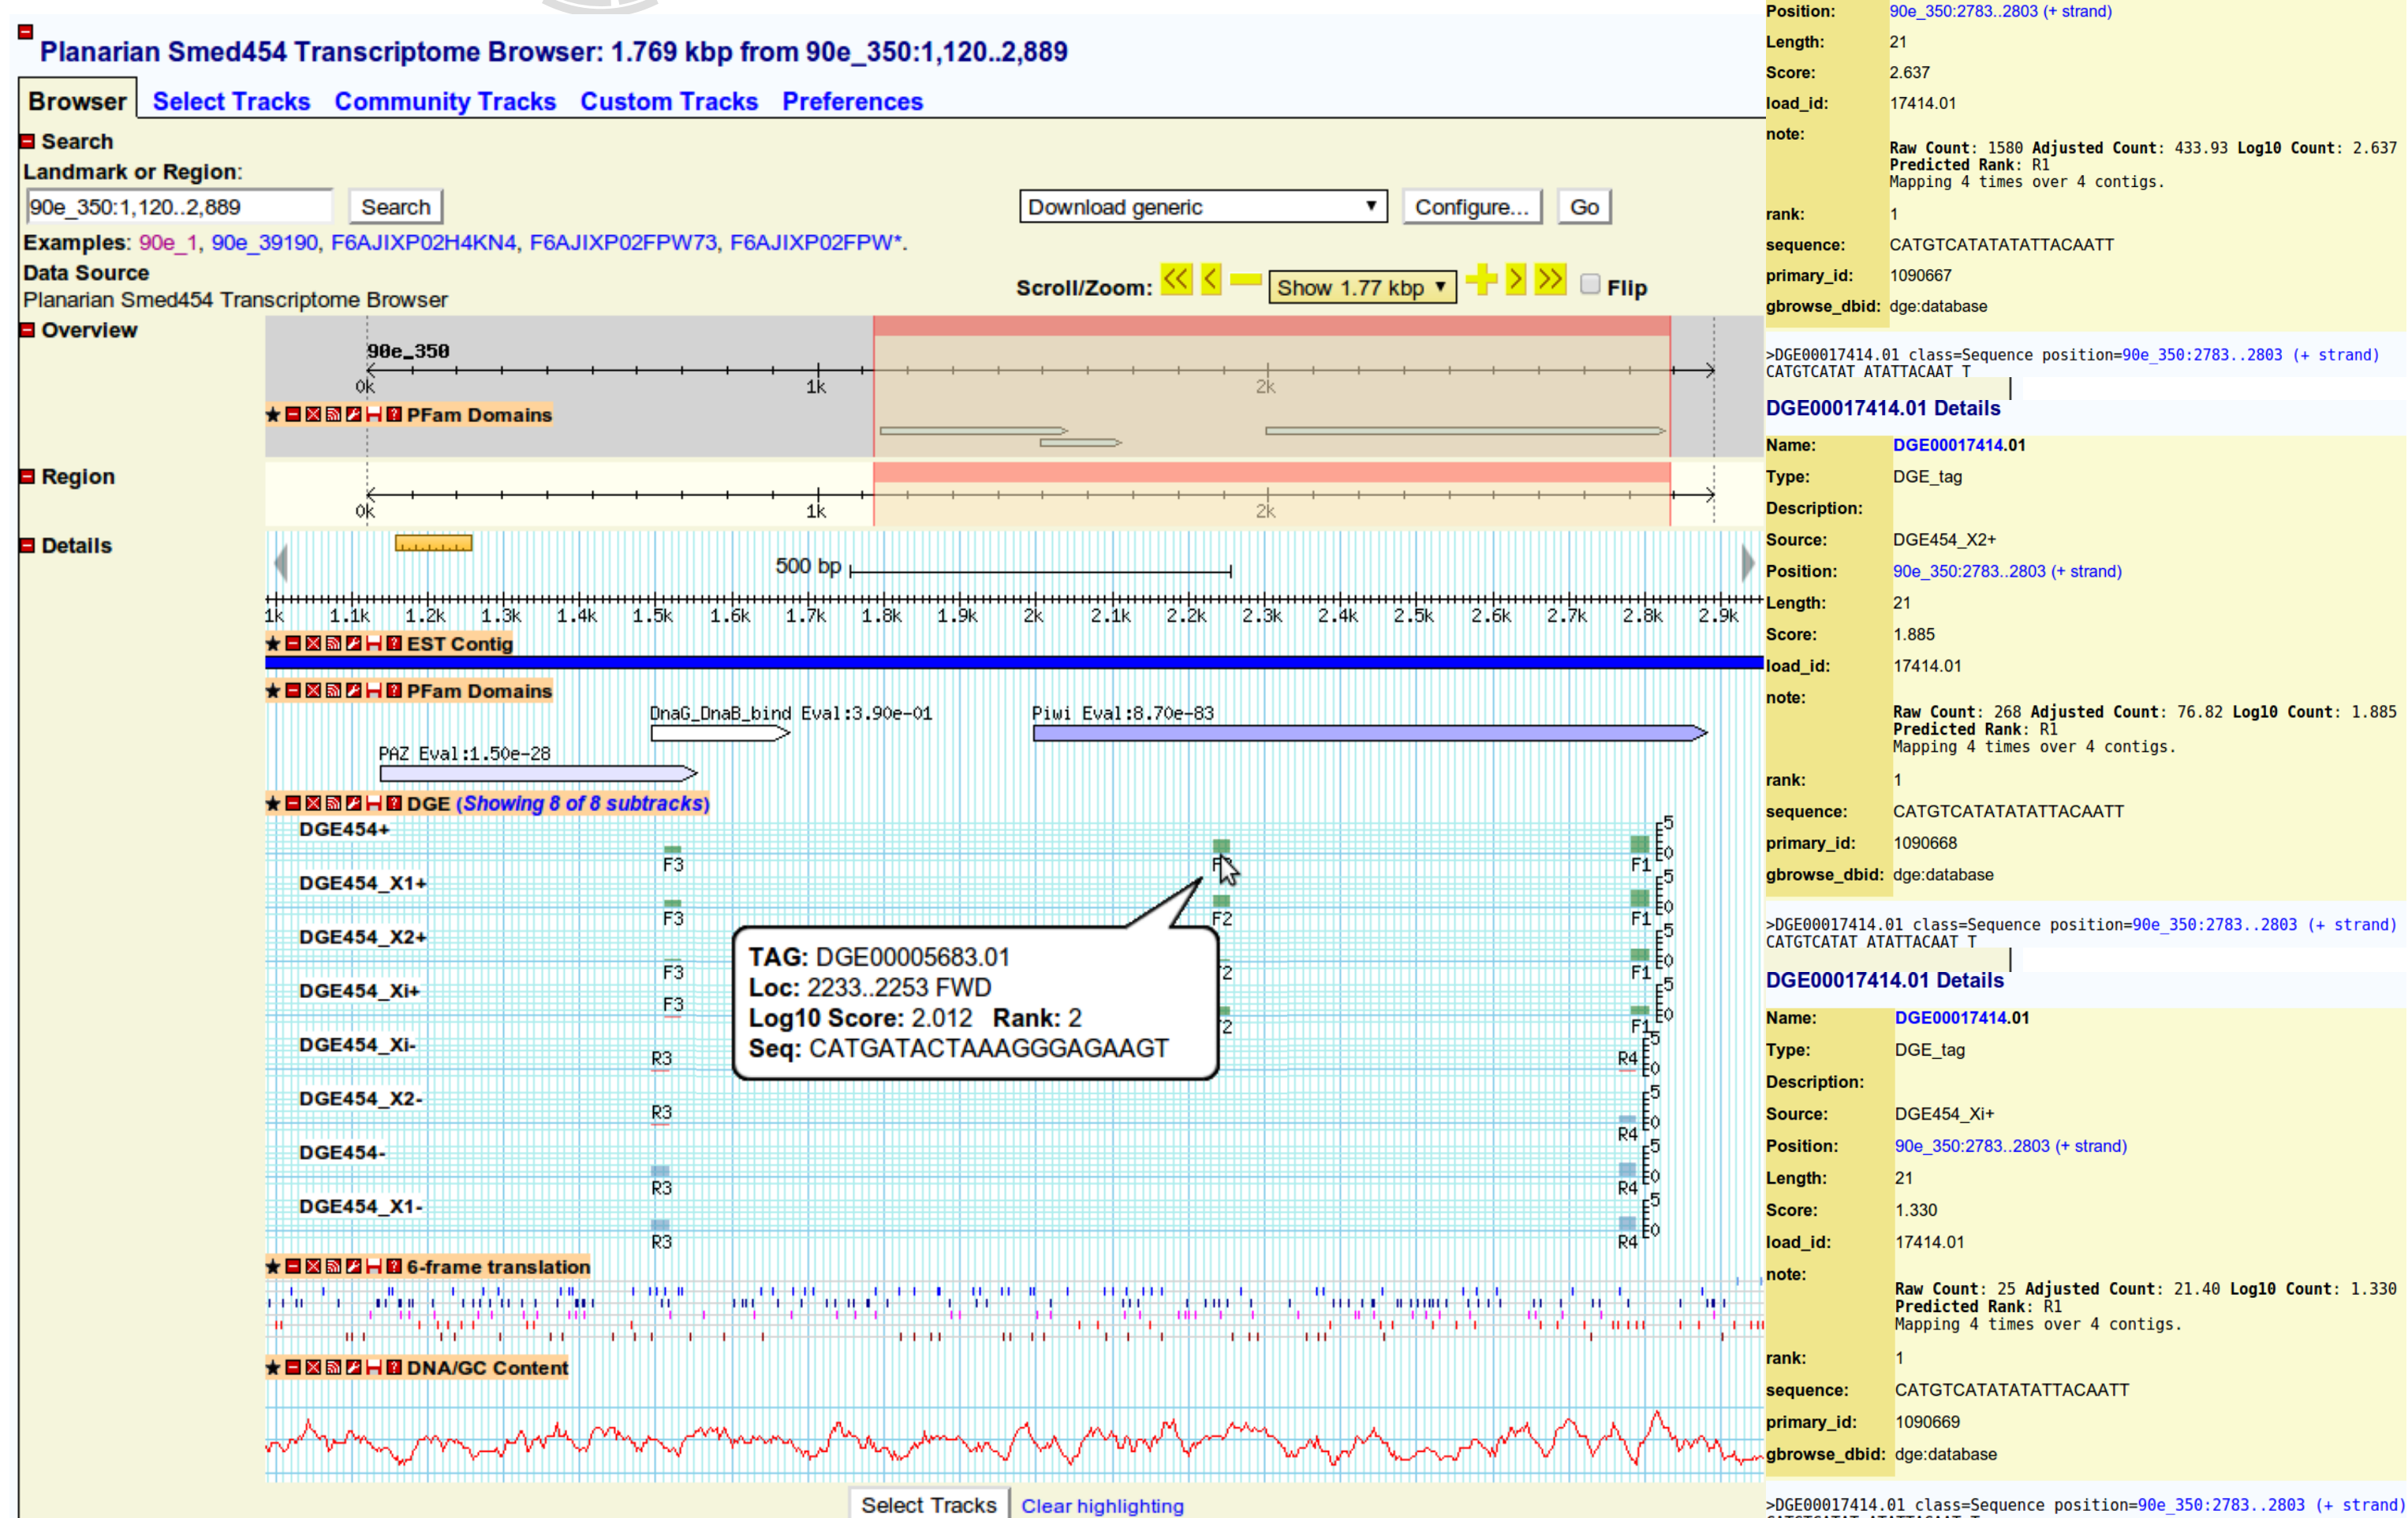 Planarian Smed454 Transcriptome Browser: 1.769 kbp from 90e_350:1,120..2,889
Browser Select Tracks Community Tracks Custom Tracks Preferences
Search
Landmark or Region:
90e_350:1,120..2,889 Search Download generic Configure... Go
Examples: 90e_1, 90e_39190, F6AJIXP02H4KN4, F6AJIXP02FPW73, F6AJIXP02FPW*.
Data Source
Planarian Smed454 Transcriptome Browser
Scroll/Zoom: << < Show 1.77 kbp > >> Flip
Overview
90e_350
0k 1k 2k
PFam Domains
Region
0k 1k 2k
Details
500 bp
1k 1.1k 1.2k 1.3k 1.4k 1.5k 1.6k 1.7k 1.8k 1.9k 2k 2.1k 2.2k 2.3k 2.4k 2.5k 2.6k 2.7k 2.8k 2.9k
EST Contig
PFam Domains
DnaG_DnaB_bind Eval:3.90e-01 Piwi Eval:8.70e-83
PAZ Eval:1.50e-28
DGE (Showing 8 of 8 subtracks)
DGE454+ 5
F3 F1 0
DGE454_X1+ 5
F3 F2 F1 0
DGE454_X2+ 5
F3 F1 0
DGE454_Xi+ 5
F3 F1 0
TAG: DGE00005683.01
Loc: 2233..2253 FWD
Log10 Score: 2.012 Rank: 2
Seq: CATGATACTAAAGGGAGAAGT
DGE454_Xi- 5
R3 R4 0
DGE454_X2- 5
R3 R4 0
DGE454- 5
R3 R4 0
DGE454_X1- 5
R3 R4 0
6-frame translation
DNA/GC Content
Select Tracks Clear highlighting
Position: 90e_350:2783..2803 (+ strand)
Length: 21
Score: 2.637
load_id: 17414.01
note:
Raw Count: 1580 Adjusted Count: 433.93 Log10 Count: 2.637
Predicted Rank: R1
Mapping 4 times over 4 contigs.
rank: 1
sequence: CATGTCATATATATTACAATT
primary_id: 1090667
gbrowse_dbid: dge:database
>DGE00017414.01 class=Sequence position=90e_350:2783..2803 (+ strand)
CATGTCATAT ATATTACAAT T
DGE00017414.01 Details
Name: DGE00017414.01
Type: DGE_tag
Description:
Source: DGE454_X2+
Position: 90e_350:2783..2803 (+ strand)
Length: 21
Score: 1.885
load_id: 17414.01
note:
Raw Count: 268 Adjusted Count: 76.82 Log10 Count: 1.885
Predicted Rank: R1
Mapping 4 times over 4 contigs.
rank: 1
sequence: CATGTCATATATATTACAATT
primary_id: 1090668
gbrowse_dbid: dge:database
>DGE00017414.01 class=Sequence position=90e_350:2783..2803 (+ strand)
CATGTCATAT ATATTACAAT T
DGE00017414.01 Details
Name: DGE00017414.01
Type: DGE_tag
Description:
Source: DGE454_Xi+
Position: 90e_350:2783..2803 (+ strand)
Length: 21
Score: 1.330
load_id: 17414.01
note:
Raw Count: 25 Adjusted Count: 21.40 Log10 Count: 1.330
Predicted Rank: R1
Mapping 4 times over 4 contigs.
rank: 1
sequence: CATGTCATATATATTACAATT
primary_id: 1090669
gbrowse_dbid: dge:database
>DGE00017414.01 class=Sequence position=90e_350:2783..2803 (+ strand)